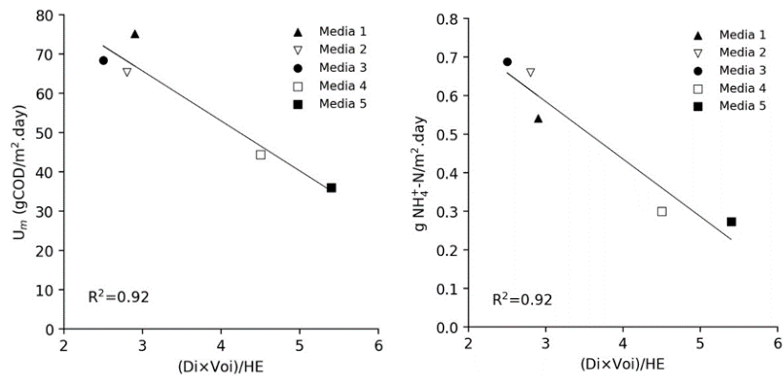 80
70
60
50
40
30
20
10
0
2
3
4
5
6
U_m (gCOD/m².day)
(Di×Voi)/HE
R²=0.92
Media 1
Media 2
Media 3
Media 4
Media 5
0.8
0.7
0.6
0.5
0.4
0.3
0.2
0.1
0.0
2
3
4
5
6
g NH₄⁺-N/m².day
(Di×Voi)/HE
R²=0.92
Media 1
Media 2
Media 3
Media 4
Media 5